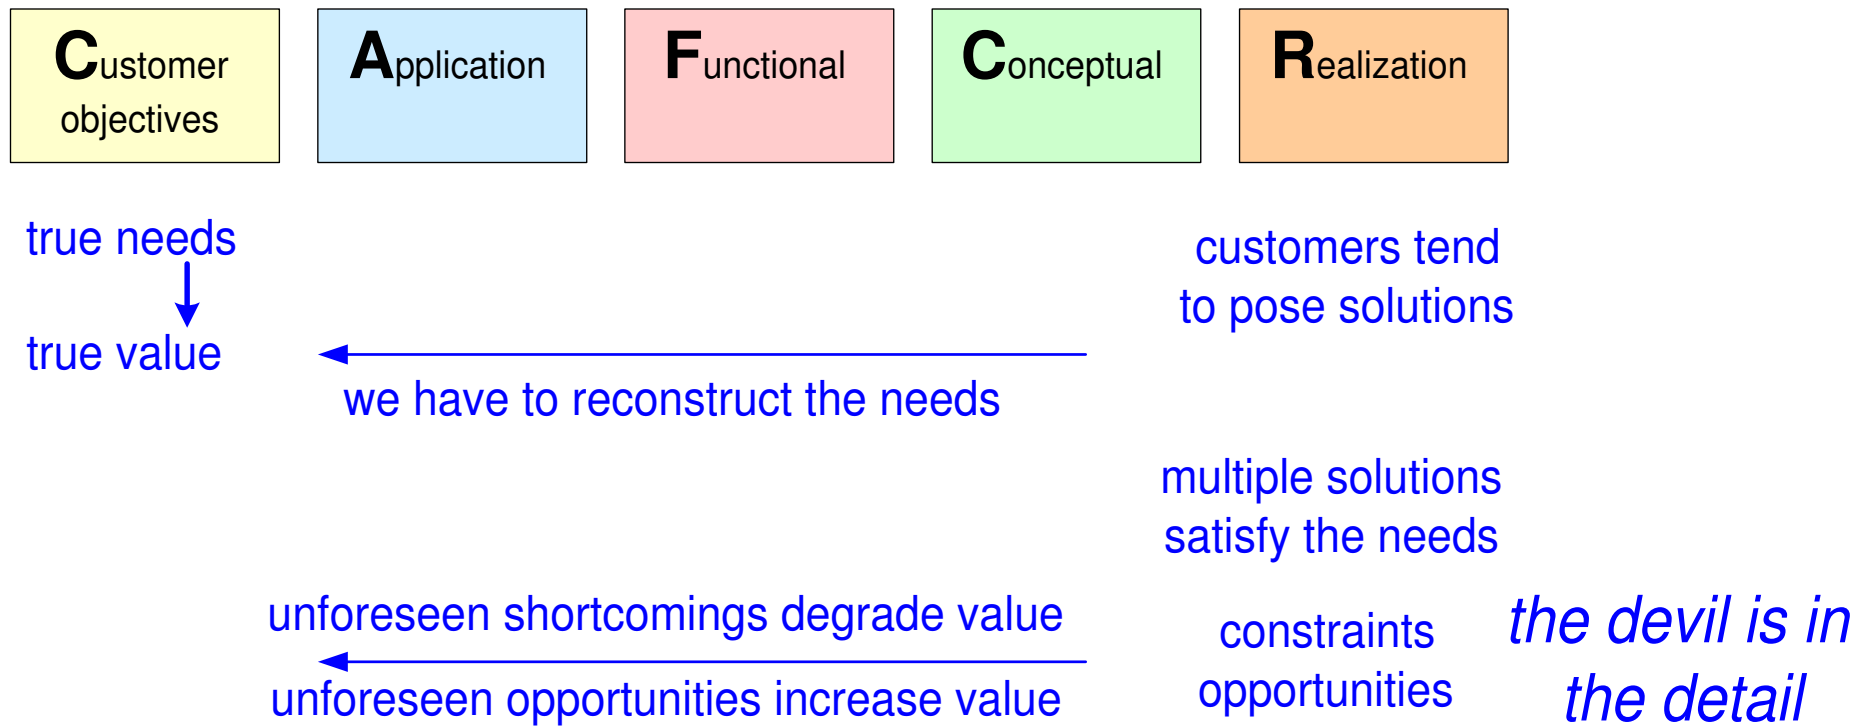 Customer
objectives
Application
Functional
Conceptual
Realization
true needs
true value
customers tend
to pose solutions
we have to reconstruct the needs
multiple solutions
satisfy the needs
unforeseen shortcomings degrade value
unforeseen opportunities increase value
constraints
opportunities
the devil is in
the detail